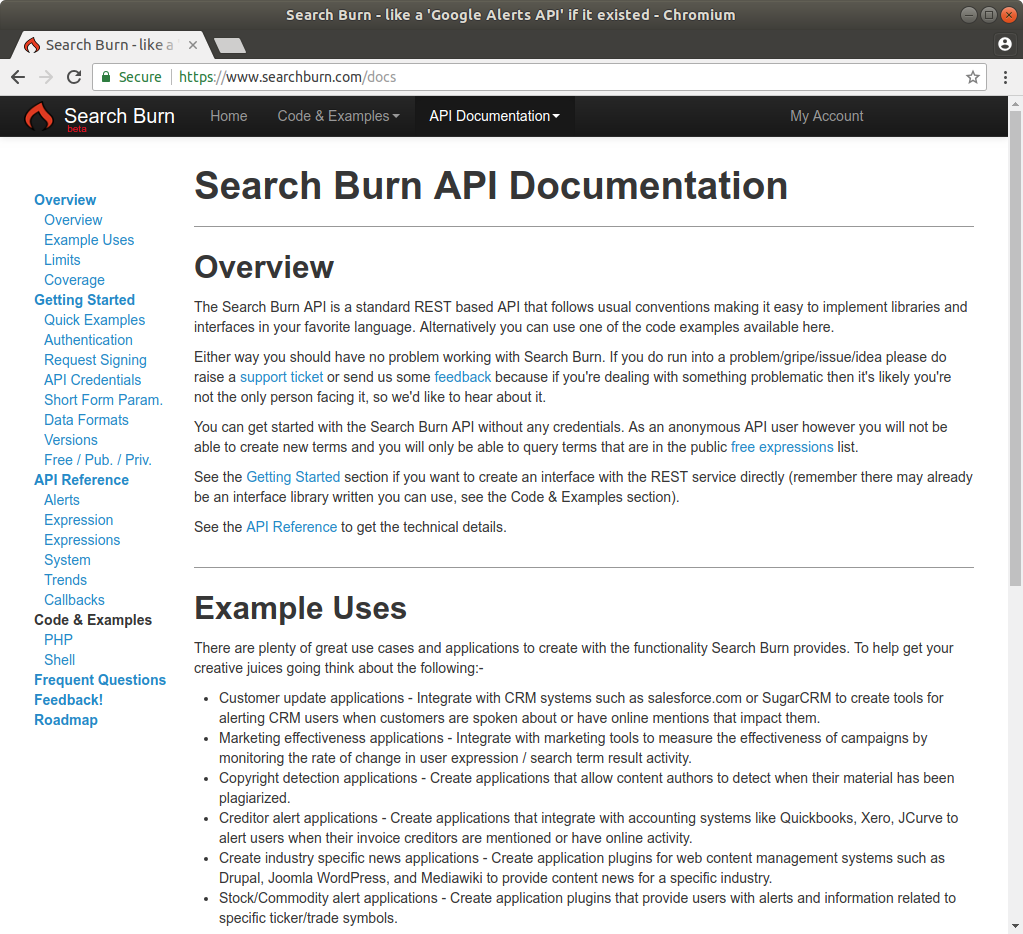 Search Burn - like a 'Google Alerts API' if it existed - Chromium
Search Burn - like a
Secure https://www.searchburn.com/docs
Search Burn
beta
Home
Code & Examples
API Documentation
My Account
Overview
Overview
Example Uses
Limits
Coverage
Getting Started
Quick Examples
Authentication
Request Signing
API Credentials
Short Form Param.
Data Formats
Versions
Free / Pub. / Priv.
API Reference
Alerts
Expression
Expressions
System
Trends
Callbacks
Code & Examples
PHP
Shell
Frequent Questions
Feedback!
Roadmap
Search Burn API Documentation
Overview
The Search Burn API is a standard REST based API that follows usual conventions making it easy to implement libraries and
interfaces in your favorite language. Alternatively you can use one of the code examples available here.
Either way you should have no problem working with Search Burn. If you do run into a problem/gripe/issue/idea please do
raise a support ticket or send us some feedback because if you're dealing with something problematic then it's likely you're
not the only person facing it, so we'd like to hear about it.
You can get started with the Search Burn API without any credentials. As an anonymous API user however you will not be
able to create new terms and you will only be able to query terms that are in the public free expressions list.
See the Getting Started section if you want to create an interface with the REST service directly (remember there may already
be an interface library written you can use, see the Code & Examples section).
See the API Reference to get the technical details.
Example Uses
There are plenty of great use cases and applications to create with the functionality Search Burn provides. To help get your
creative juices going think about the following:-
• Customer update applications - Integrate with CRM systems such as salesforce.com or SugarCRM to create tools for
alerting CRM users when customers are spoken about or have online mentions that impact them.
• Marketing effectiveness applications - Integrate with marketing tools to measure the effectiveness of campaigns by
monitoring the rate of change in user expression / search term result activity.
• Copyright detection applications - Create applications that allow content authors to detect when their material has been
plagiarized.
• Creditor alert applications - Create applications that integrate with accounting systems like Quickbooks, Xero, JCurve to
alert users when their invoice creditors are mentioned or have online activity.
• Create industry specific news applications - Create application plugins for web content management systems such as
Drupal, Joomla WordPress, and Mediawiki to provide content news for a specific industry.
• Stock/Commodity alert applications - Create application plugins that provide users with alerts and information related to
specific ticker/trade symbols.